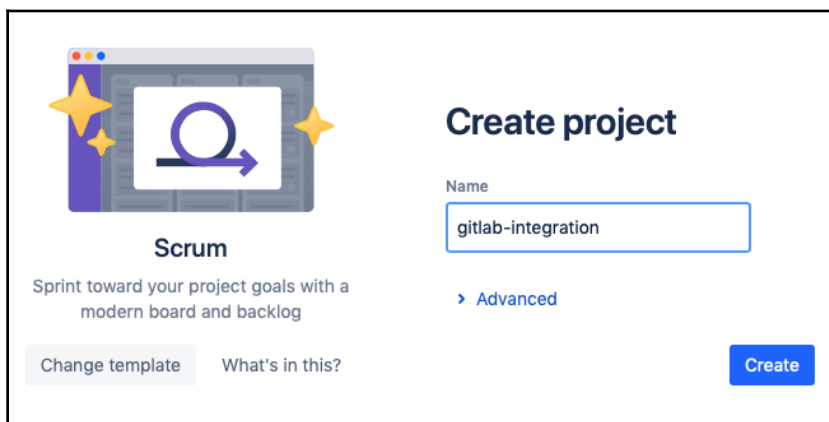 Scrum
Sprint toward your project goals with a
modern board and backlog
Change template
What's in this?
Create project
Name
gitlab-integration
Advanced
Create